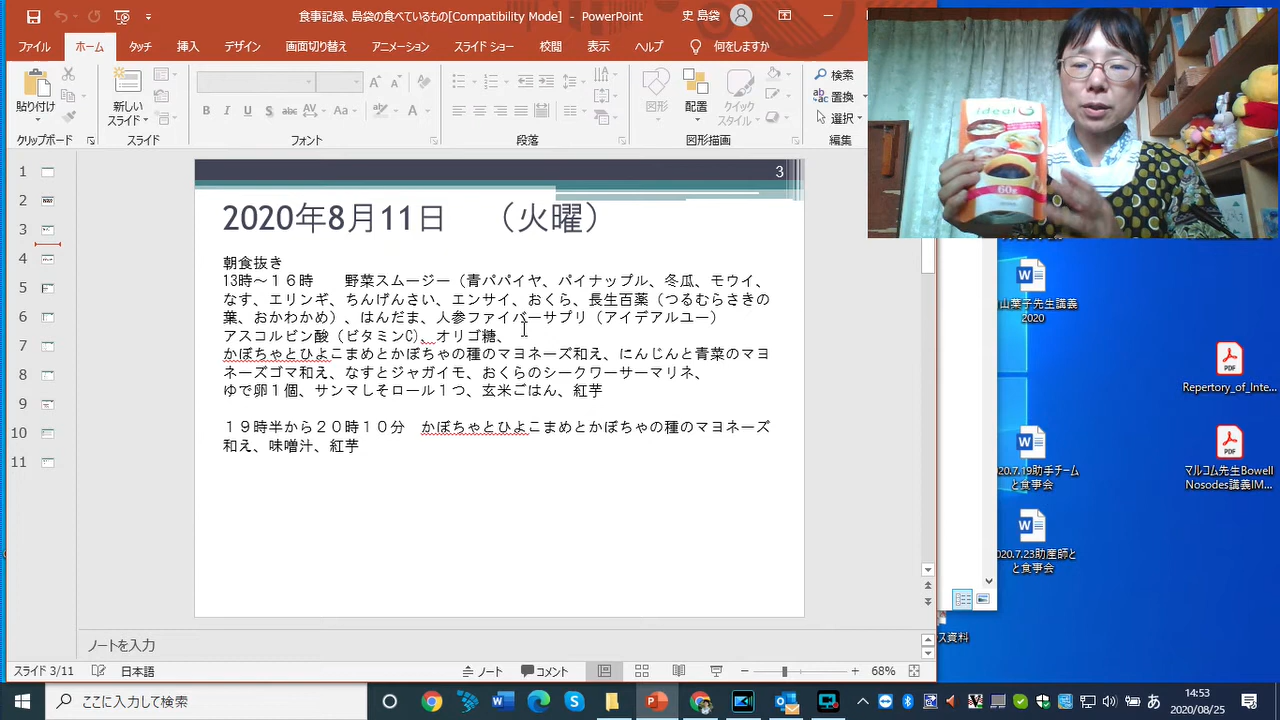 食事記録、島袋の食べているもの[Compatibility Mode] - PowerPoint
史 島袋
ファイル ホーム タッチ 挿入 デザイン 画面切り替え アニメーション スライド ショー 校閲 表示 ヘルプ 何をしますか
貼り付け
新しい
スライド
B I U S abc AV Aa A
図形
配置
クイック
スタイル
検索
置換
選択
クリップボード スライド フォント 段落 図形描画 編集
ideal
60g
1
2
3
4
5
6
7
8
9
10
11
3
2020年8月11日 （火曜）
朝食抜き
13時～１６時 野菜スムージー（青パパイヤ、パイナップル、冬瓜、モウイ、
なす、エリンギ、ちんげんさい、エンサイ、おくら、長生百薬（つるむらさきの
葉、おかわかめ）、はんだま、人参ファイバーサプリ（アイデアルユー）
アスコルビン酸（ビタミンC)、オリゴ糖、
かぼちゃとひよこまめとかぼちゃの種のマヨネーズ和え、にんじんと青菜のマヨ
ネーズゴマ和え、なすとジャガイモ、おくらのシークワーサーマリネ、
ゆで卵１個、サンマしそロール１つ、玄米ごはん、紅芋
１９時半から２０時１０分 かぼちゃとひよこまめとかぼちゃの種のマヨネーズ
和え、味噌汁、紅芋
ノートを入力
スライド 3/11 日本語 ノート コメント 68%
山葉子先生講義
2020
Repertory_of_Inte...
020.7.19助手チーム
と食事会
マルコム先生Bowell
Nosodes講義IM...
020.7.23助産師と
と食事会
ス資料
ここに入力して検索
あ
14:53
2020/08/25